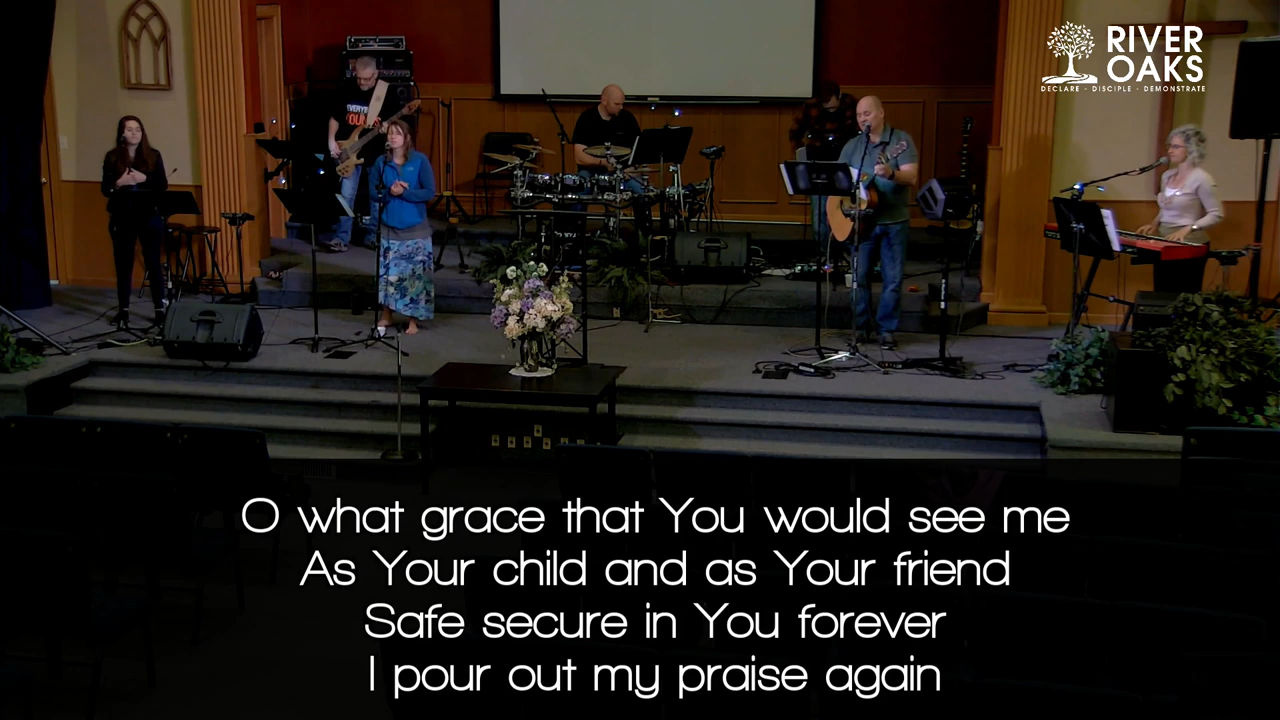 RIVER
OAKS
DECLARE • DISCIPLE • DEMONSTRATE
EVERY
O what grace that You would see me
As Your child and as Your friend
Safe secure in You forever
I pour out my praise again